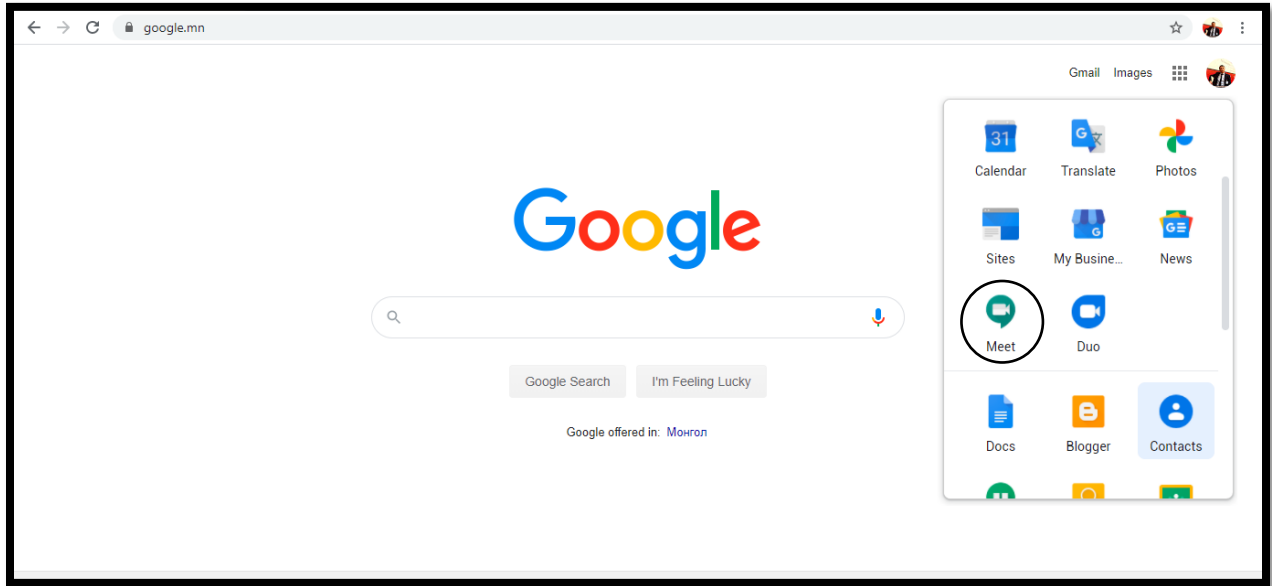 google.mn
Gmail Images
31
Calendar Translate Photos
Sites My Busine... News
Google
Meet Duo
Google Search I'm Feeling Lucky
Docs Blogger Contacts
Google offered in: Монгол